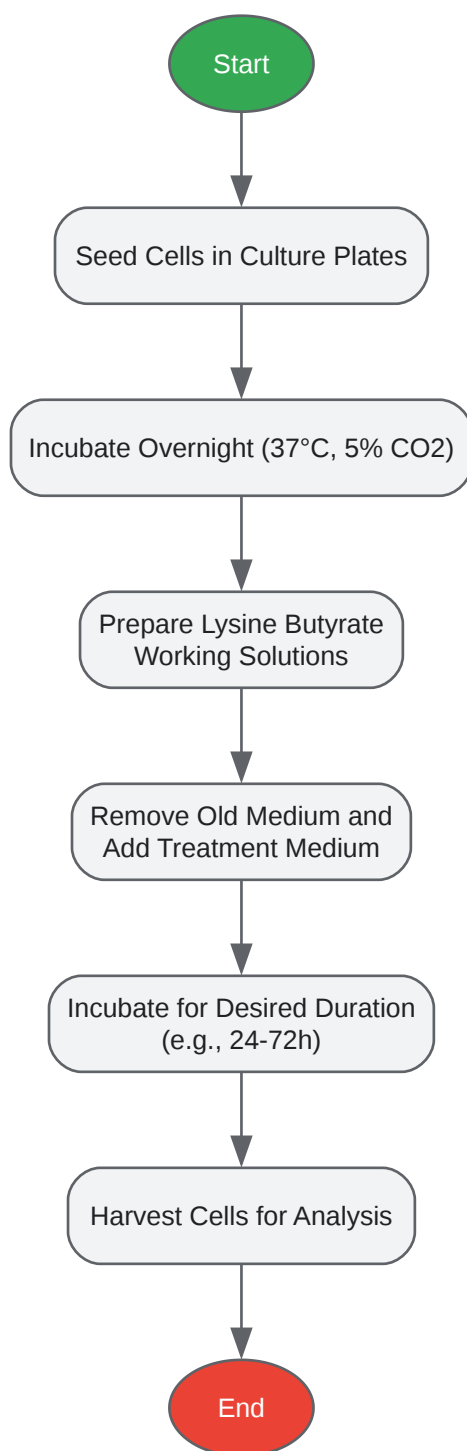 Start
Seed Cells in Culture Plates
Incubate Overnight (37°C, 5% CO2)
Prepare Lysine Butyrate
Working Solutions
Remove Old Medium and
Add Treatment Medium
Incubate for Desired Duration
(e.g., 24-72h)
Harvest Cells for Analysis
End